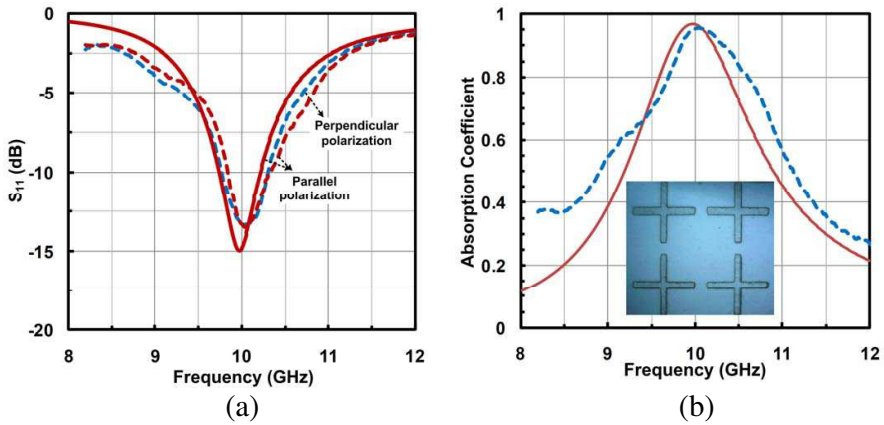 0
-5
-10
-15
-20
S11 (dB)
8
9
10
11
12
Frequency (GHz)
Perpendicular
polarization
Parallel
polarization
(a)
1
0.8
0.6
0.4
0.2
0
Absorption Coefficient
8
9
10
11
12
Frequency (GHz)
(b)